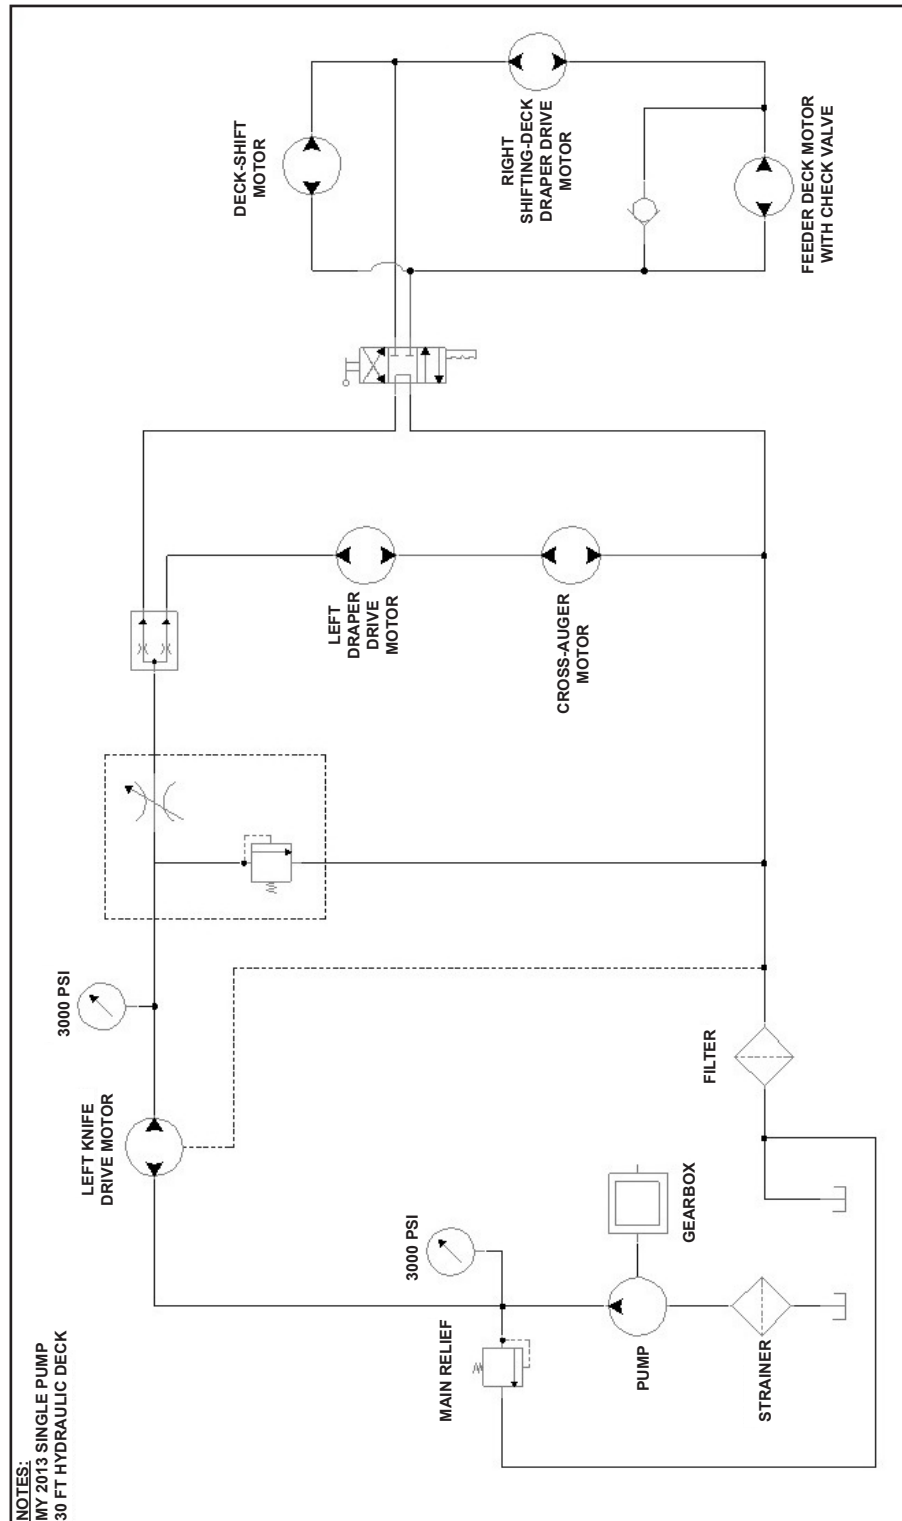 NOTES:
MY 2013 SINGLE PUMP
30 FT HYDRAULIC DECK
LEFT KNIFE
DRIVE MOTOR
3000 PSI
MAIN RELIEF
3000 PSI
PUMP
GEARBOX
STRAINER
FILTER
LEFT
DRAPER
DRIVE
MOTOR
CROSS-AUGER
MOTOR
DECK-SHIFT
MOTOR
RIGHT
SHIFTING-DECK
DRAPER DRIVE
MOTOR
FEEDER DECK MOTOR
WITH CHECK VALVE